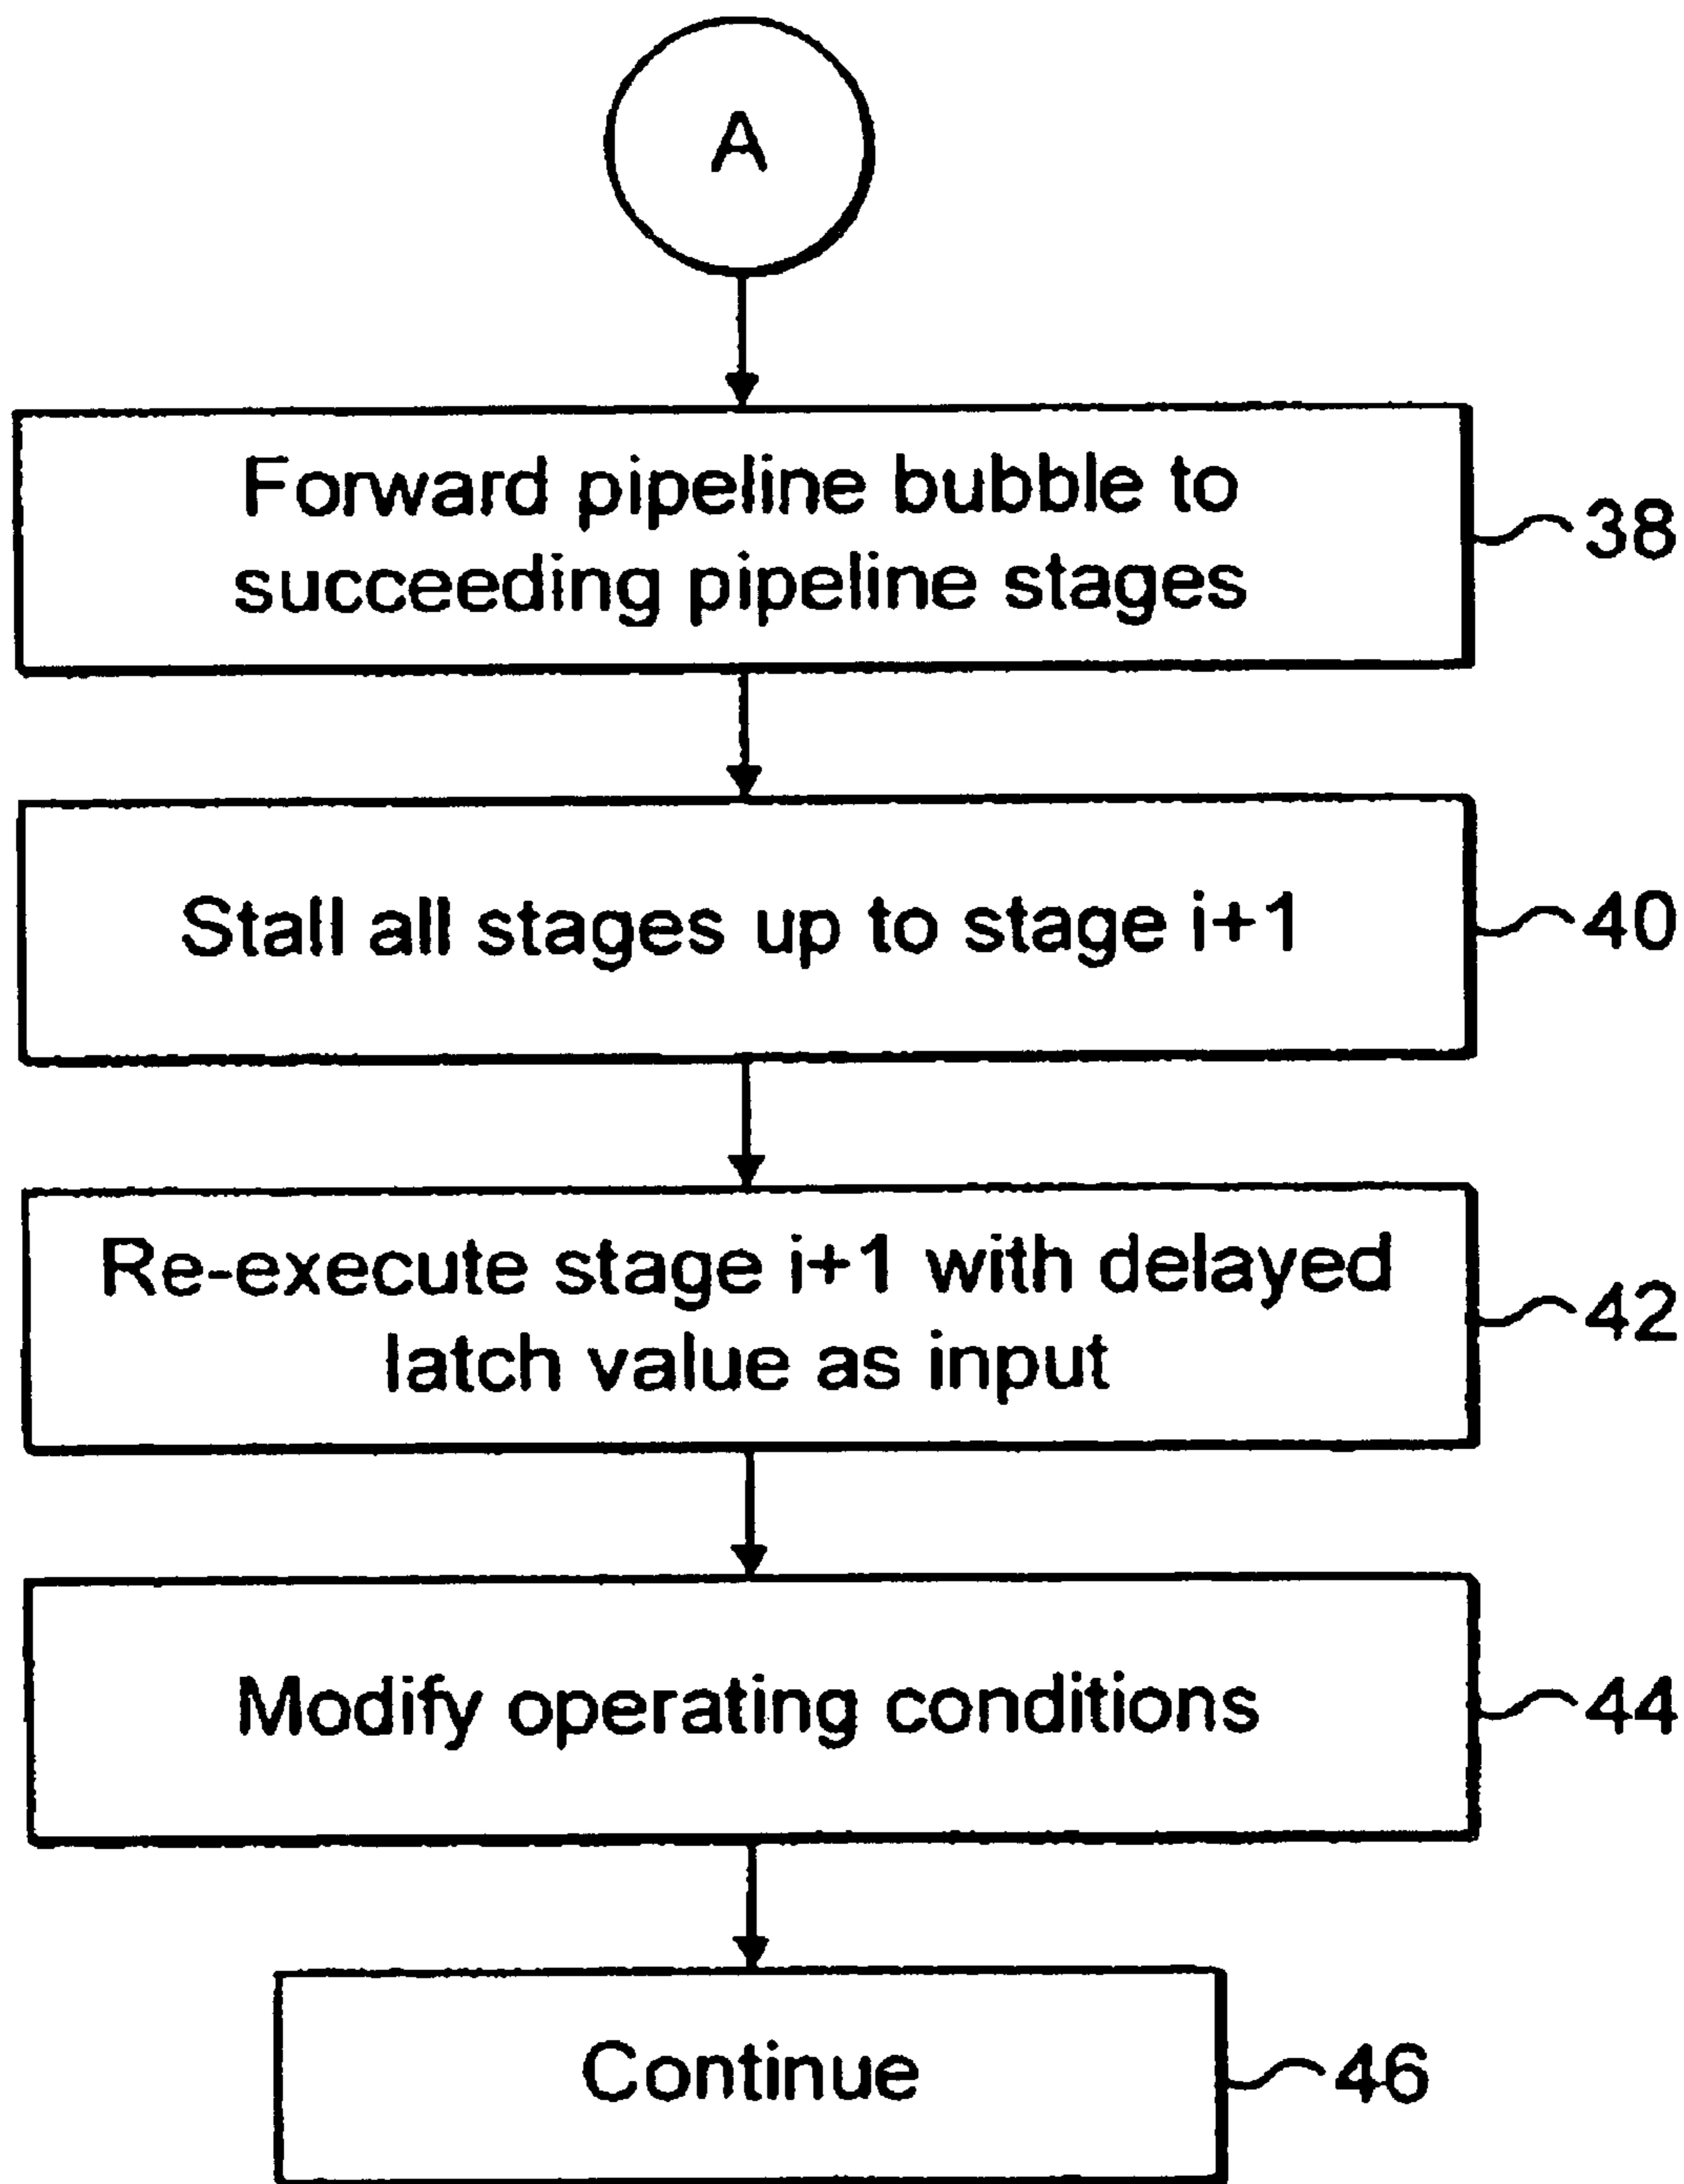 A
Forward pipeline bubble to
succeeding pipeline stages
38
Stall all stages up to stage i+1
40
Re-execute stage i+1 with delayed
latch value as input
42
Modify operating conditions
44
Continue
46